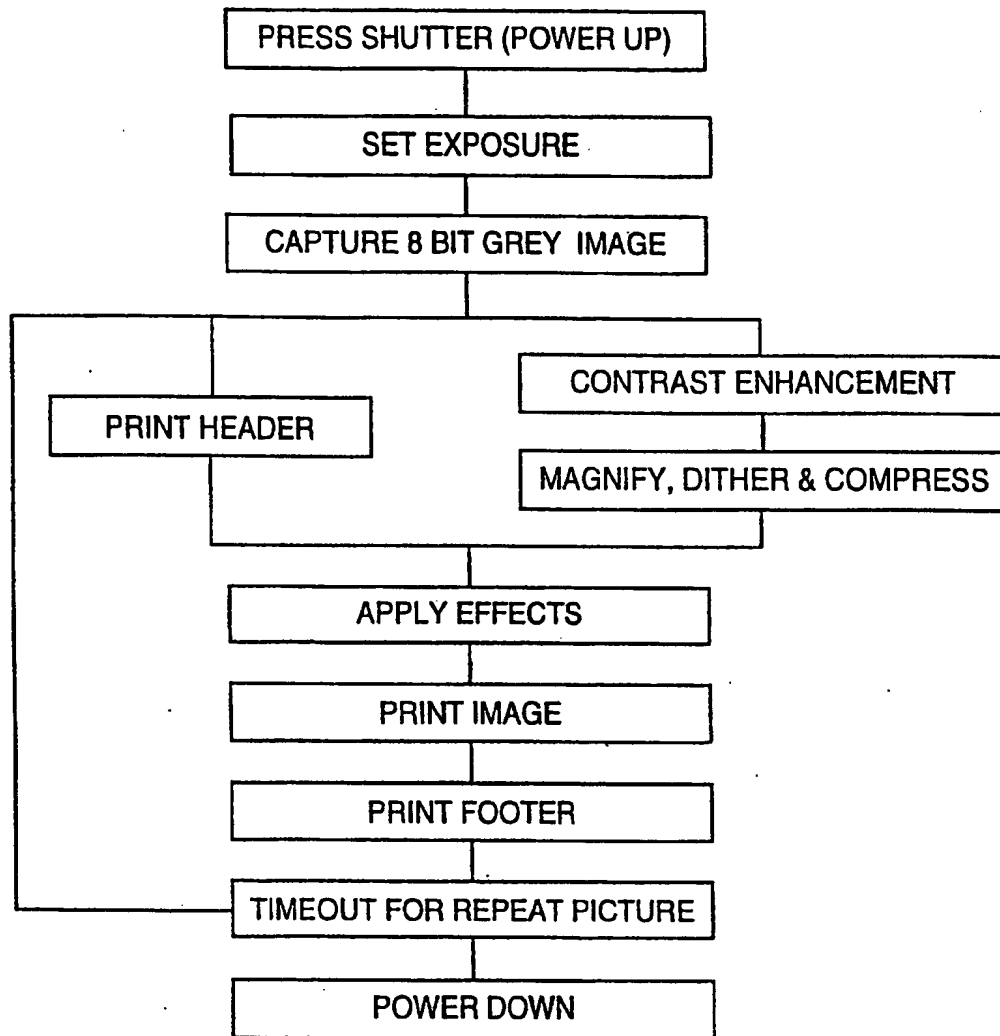 PRESS SHUTTER (POWER UP)
SET EXPOSURE
CAPTURE 8 BIT GREY IMAGE
CONTRAST ENHANCEMENT
PRINT HEADER
MAGNIFY, DITHER & COMPRESS
APPLY EFFECTS
PRINT IMAGE
PRINT FOOTER
TIMEOUT FOR REPEAT PICTURE
POWER DOWN